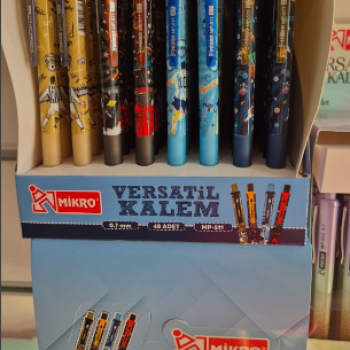 MİKRO
VERSATİL
KALEM
0.7 mm
48 ADET
MP-511
MİKRO